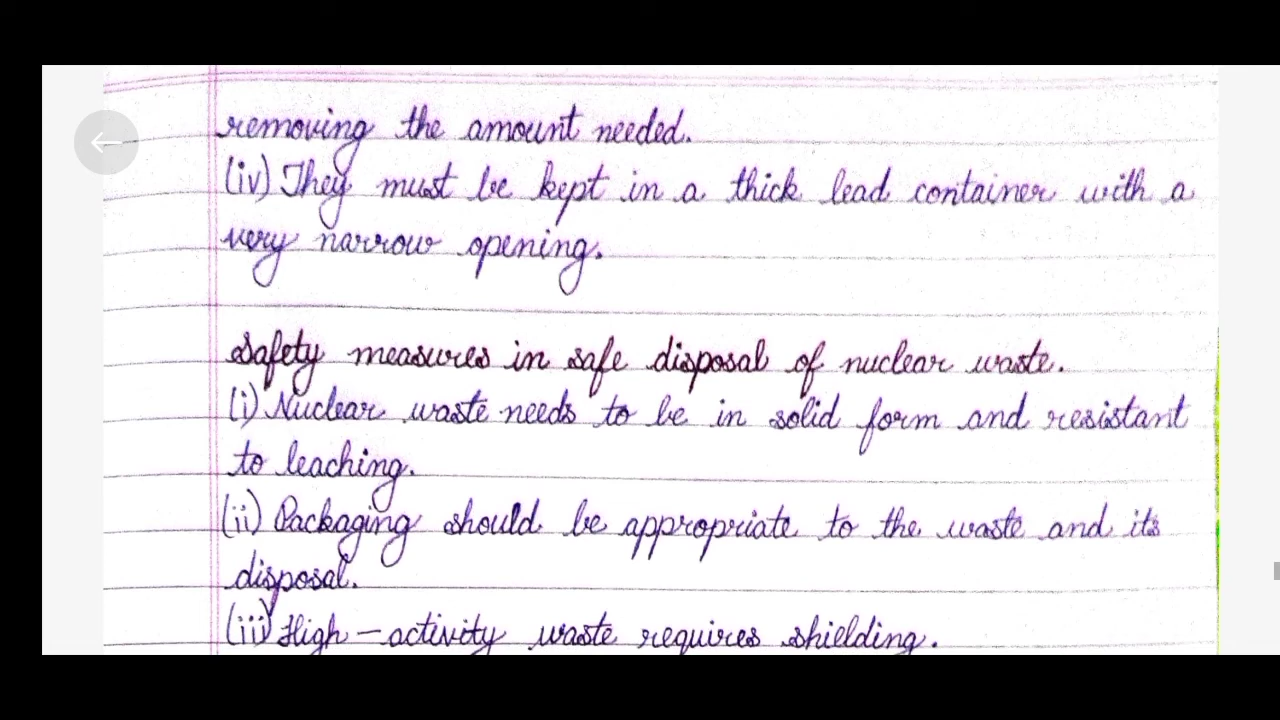 removing the amount needed.
(iv) They must be kept in a thick lead container with a
very narrow opening.
Safety measures in safe disposal of nuclear waste.
(i) Nuclear waste needs to be in solid form and resistant
to leaching.
(ii) Packaging should be appropriate to the waste and its
disposal.
(iii) High-activity waste requires shielding.